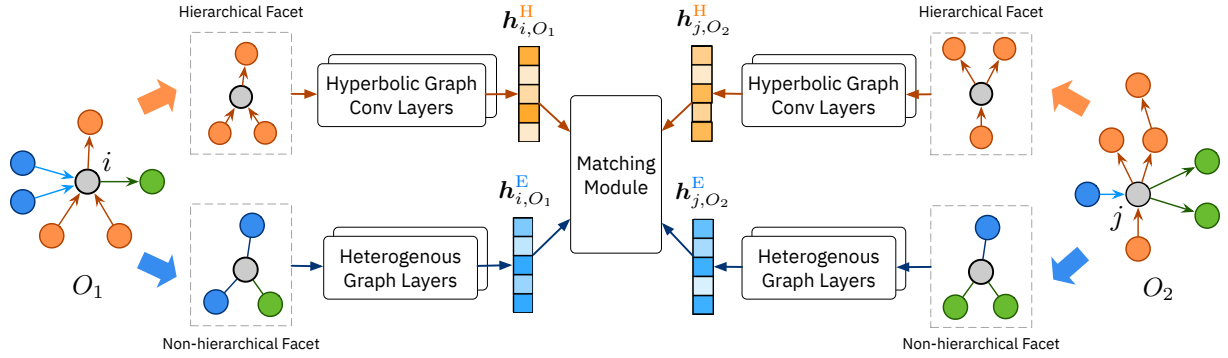 Hierarchical Facet
Hyperbolic Graph
Conv Layers
h^H_{i,O_1}
h^H_{j,O_2}
Hyperbolic Graph
Conv Layers
Hierarchical Facet
i
O_1
Matching
Module
j
O_2
Heterogenous
Graph Layers
h^E_{i,O_1}
h^E_{j,O_2}
Heterogenous
Graph Layers
Non-hierarchical Facet
Non-hierarchical Facet